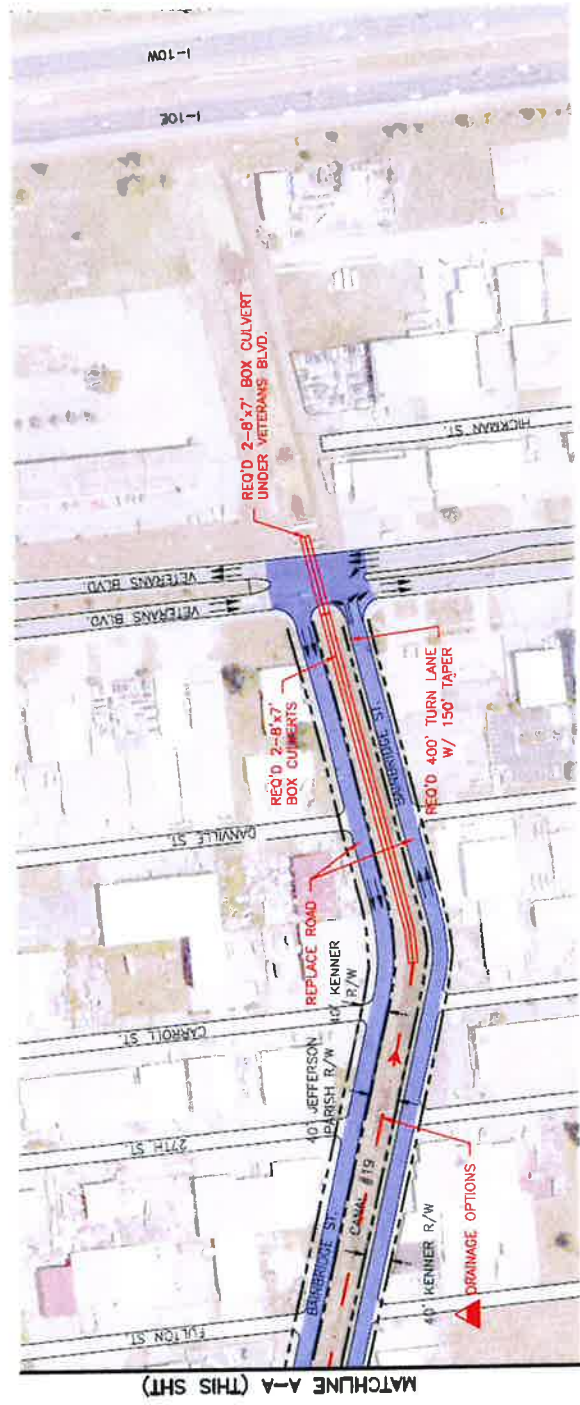 I-10W
I-10E
REQ'D 2-8'x7' BOX CULVERT
UNDER VETERANS BLVD.
HICKMAN ST.
VETERANS BLVD.
VETERANS BLVD.
REQ'D 2-8'x7'
BOX CULVERTS
BAINBRIDGE ST.
REQ'D 400' TURN LANE
W/ 150' TAPER
DANVILLE ST.
REPLACE ROAD
40' KENNER
R/W
CARROLL ST.
40' JEFFERSON
PARISH R/W
27TH ST.
CANAL #19
BAINBRIDGE ST.
40' KENNER R/W
DRAINAGE OPTIONS
FULTON ST.
MATCHLINE A-A (THIS SHT)